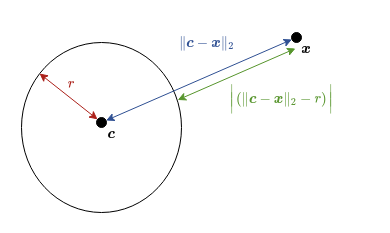 ‖c − x‖₂
x
r
|(‖c − x‖₂ − r)|
c